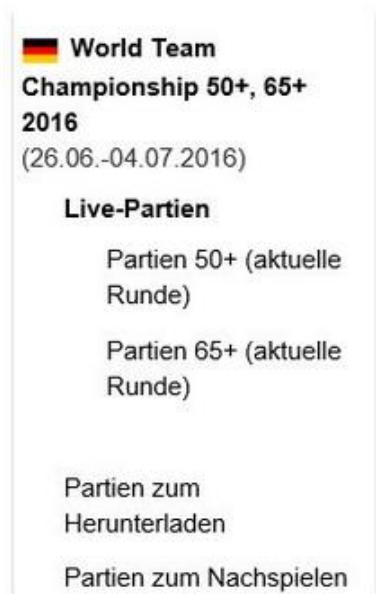 World Team
Championship 50+, 65+
2016
(26.06.-04.07.2016)
Live-Partien
Partien 50+ (aktuelle
Runde)
Partien 65+ (aktuelle
Runde)
Partien zum
Herunterladen
Partien zum Nachspielen